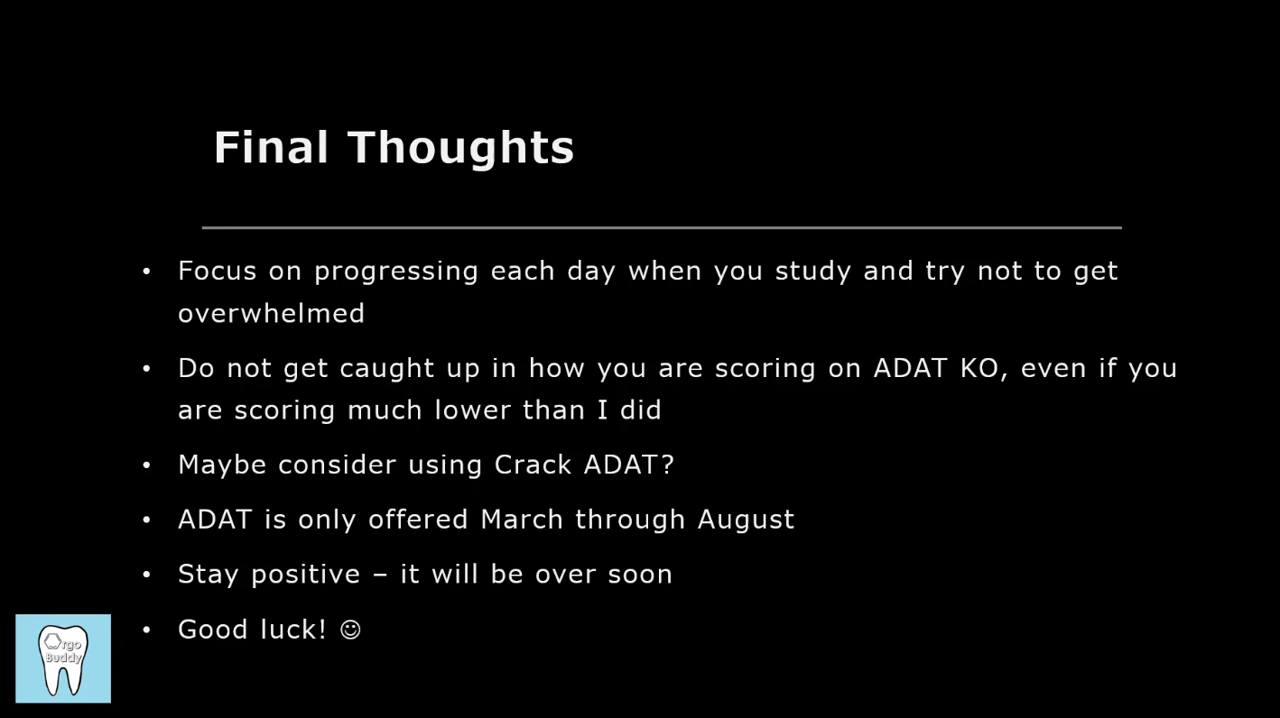 Final Thoughts
• Focus on progressing each day when you study and try not to get
overwhelmed
• Do not get caught up in how you are scoring on ADAT KO, even if you
are scoring much lower than I did
• Maybe consider using Crack ADAT?
• ADAT is only offered March through August
• Stay positive – it will be over soon
• Good luck! ☺
Orgo
Buddy